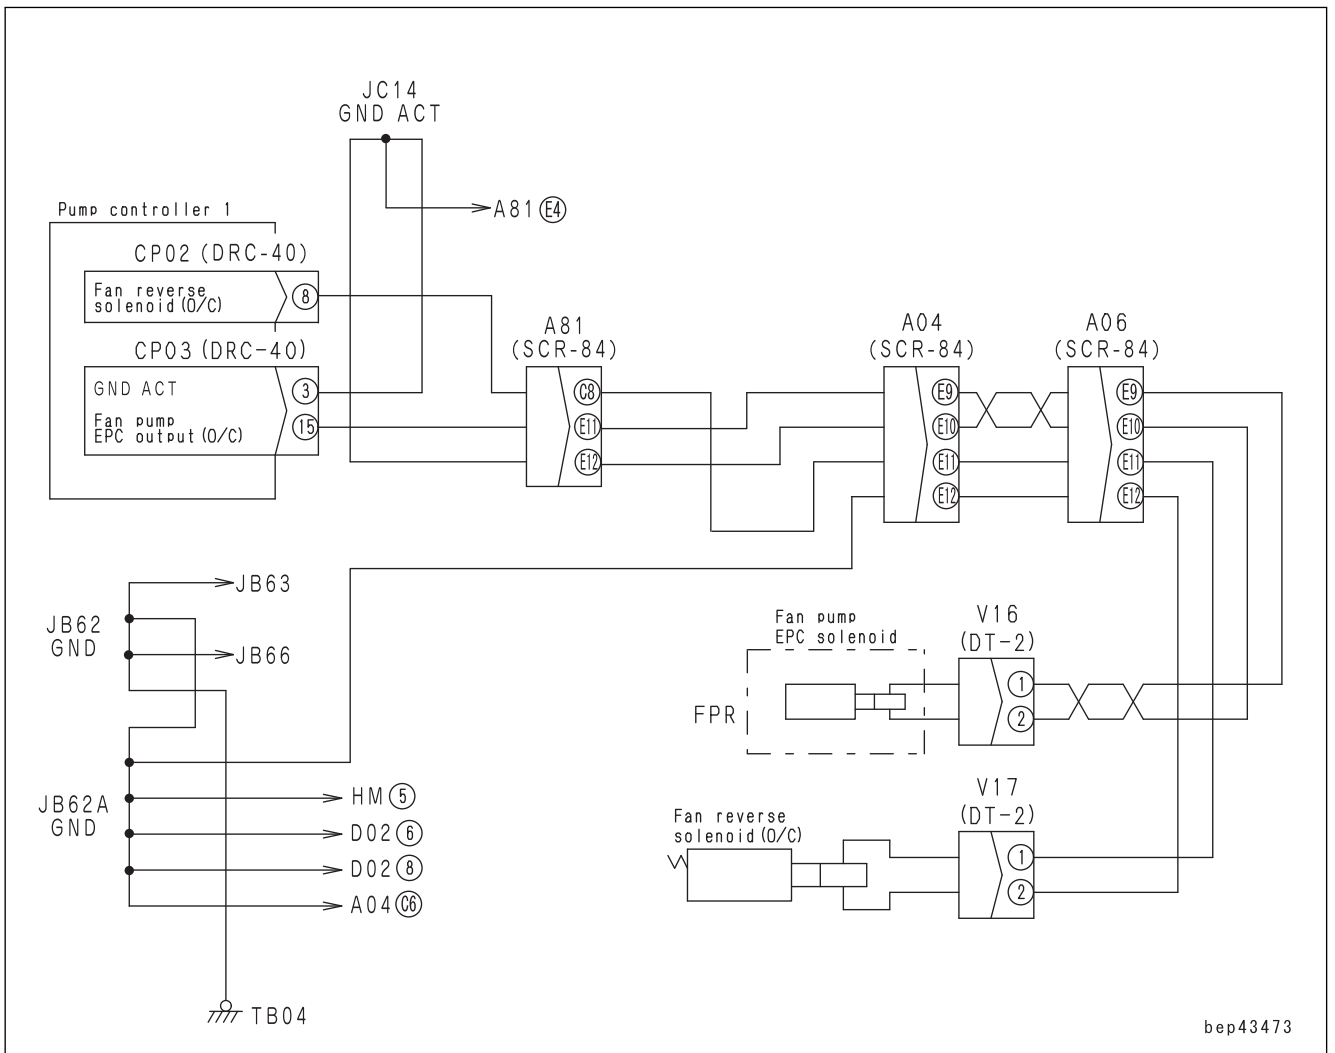 JC14
GND ACT
A81 E4
Pump controller 1
CP02 (DRC-40)
Fan reverse
solenoid (O/C)
8
CP03 (DRC-40)
GND ACT
3
Fan pump
EPC output (O/C)
15
A81
(SCR-84)
C8
E11
E12
A04
(SCR-84)
E9
E10
E11
E12
A06
(SCR-84)
E9
E10
E11
E12
JB63
JB62
GND
JB66
JB62A
GND
HM 5
D02 6
D02 8
A04 C6
TB04
Fan pump
EPC solenoid
FPR
V16
(DT-2)
1
2
Fan reverse
solenoid (O/C)
V17
(DT-2)
1
2
bep43473